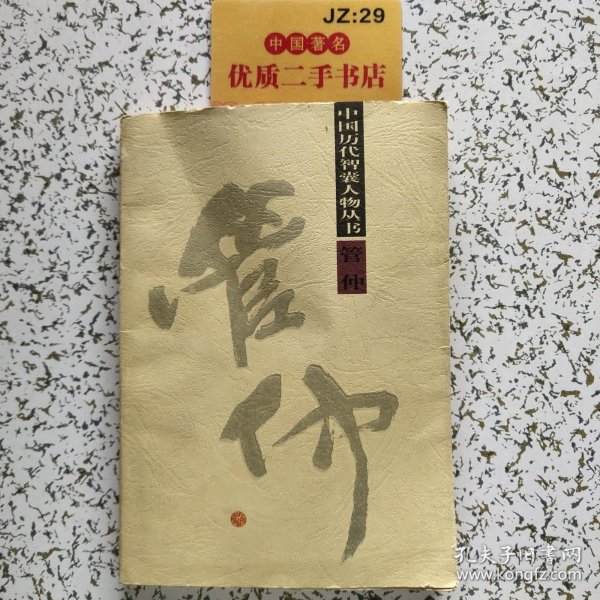 JZ:29
中国著名
优质二手书店
中国历代智囊人物丛书
管仲
管仲
孔夫子旧书网
www.kongfz.com